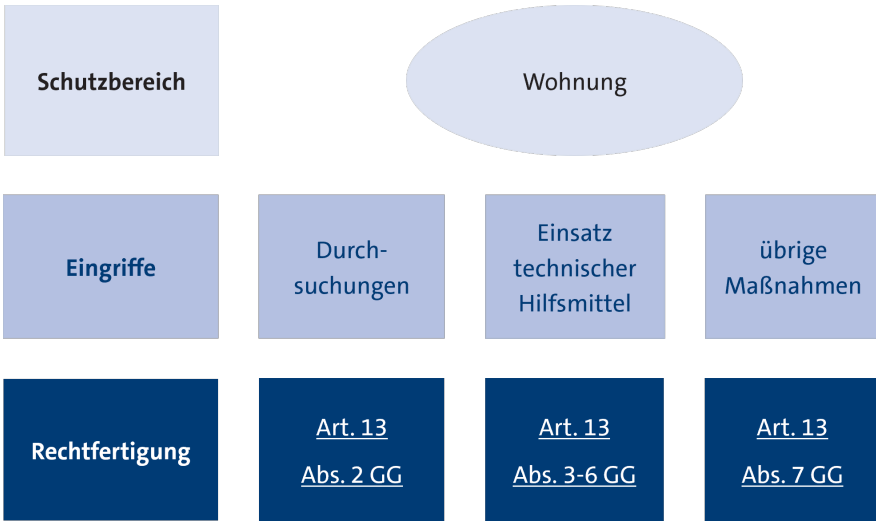 Schutzbereich
Wohnung
Eingriffe
Durch-
suchungen
Einsatz
technischer
Hilfsmittel
übrige
Maßnahmen
Rechtfertigung
Art. 13
Abs. 2 GG
Art. 13
Abs. 3-6 GG
Art. 13
Abs. 7 GG